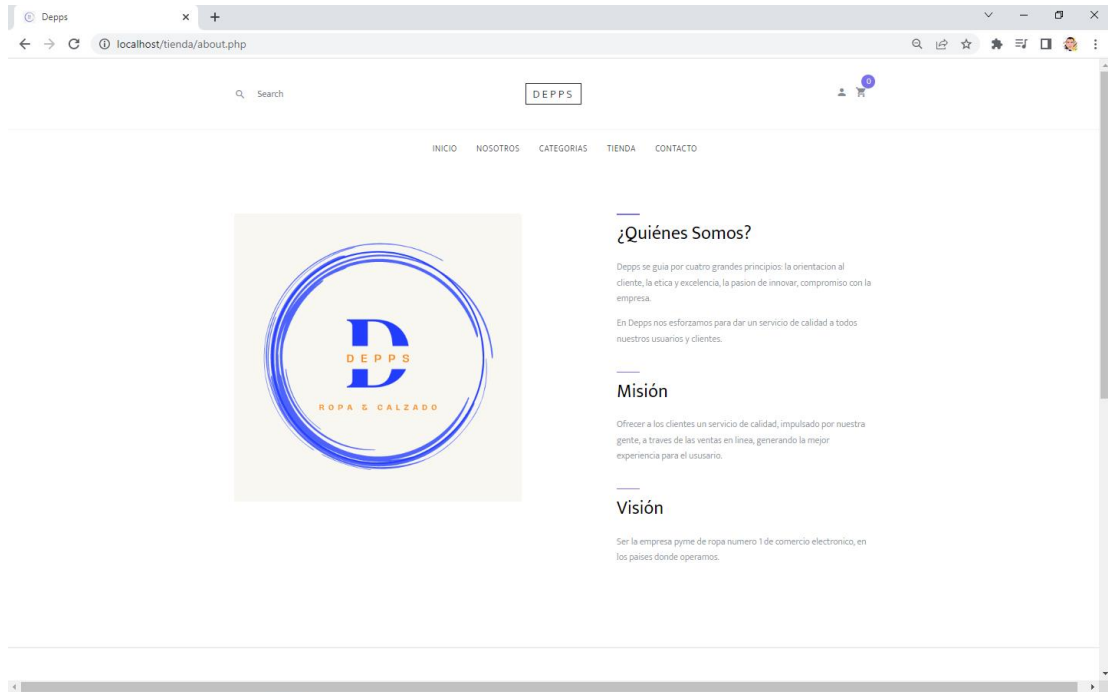 Depps
localhost/tienda/about.php
Search
DEPPS
0
INICIO NOSOTROS CATEGORIAS TIENDA CONTACTO
D
DEPPS
ROPA & CALZADO
¿Quiénes Somos?
Depps se guia por cuatro grandes principios: la orientacion al
cliente, la etica y excelencia, la pasion de innovar, compromiso con la
empresa.
En Depps nos esforzamos para dar un servicio de calidad a todos
nuestros usuarios y clientes.
Misión
Ofrecer a los clientes un servicio de calidad, impulsado por nuestra
gente, a traves de las ventas en linea, generando la mejor
experiencia para el ususario.
Visión
Ser la empresa pyme de ropa numero 1 de comercio electronico, en
los paises donde operamos.